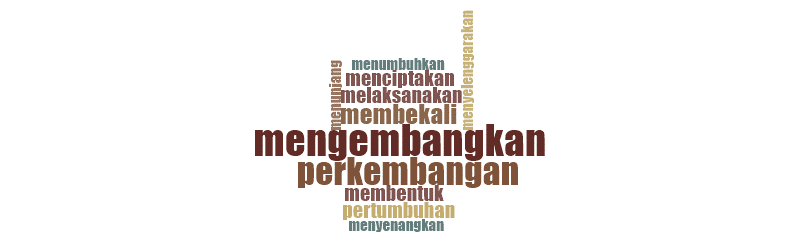 menumbuhkan
menciptakan
melaksanakan
membekali
mengembangkan
perkembangan
membentuk
pertumbuhan
menyenangkan
menunjang
menyelenggarakan